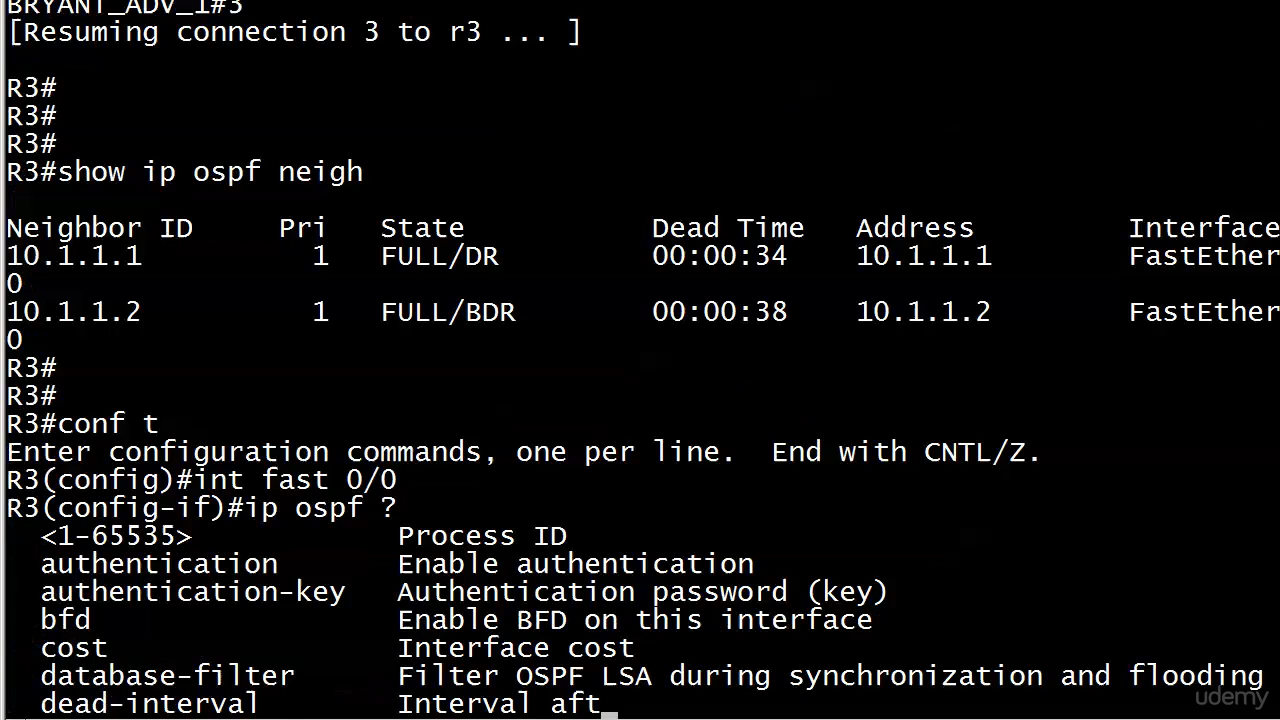 BRYANT_ADV_1#3
[Resuming connection 3 to r3 ... ]
R3#
R3#
R3#
R3#show ip ospf neigh
Neighbor ID     Pri   State           Dead Time   Address         Interface
10.1.1.1          1   FULL/DR         00:00:34    10.1.1.1        FastEther
0
10.1.1.2          1   FULL/BDR        00:00:38    10.1.1.2        FastEther
0
R3#
R3#
R3#conf t
Enter configuration commands, one per line.  End with CNTL/Z.
R3(config)#int fast 0/0
R3(config-if)#ip ospf ?
  <1-65535>            Process ID
  authentication       Enable authentication
  authentication-key   Authentication password (key)
  bfd                  Enable BFD on this interface
  cost                 Interface cost
  database-filter      Filter OSPF LSA during synchronization and flooding
  dead-interval        Interval aft
udemy